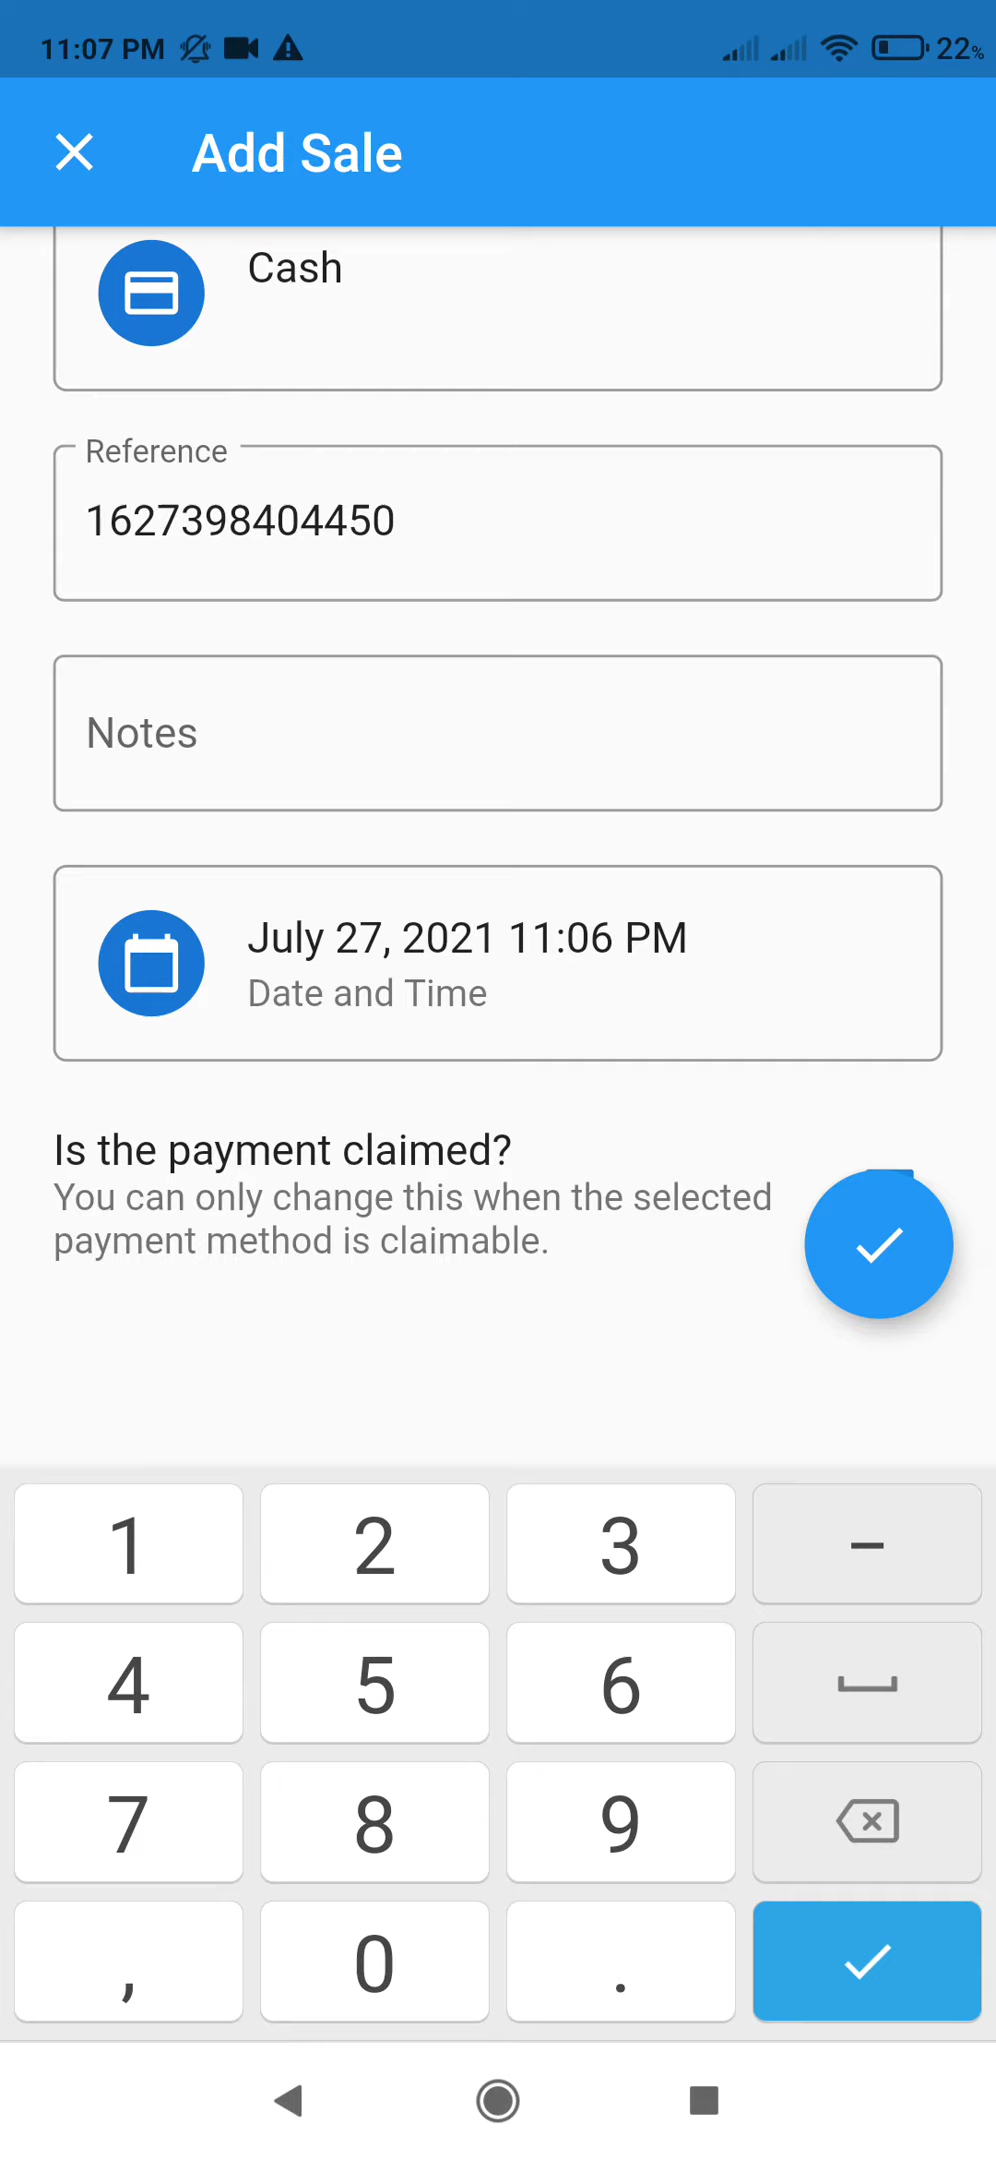 11:07 PM 22%
Add Sale
Cash
Reference
1627398404450
Notes
July 27, 2021 11:06 PM
Date and Time
Is the payment claimed?
You can only change this when the selected
payment method is claimable.
1 2 3 –
4 5 6
7 8 9
, 0 .